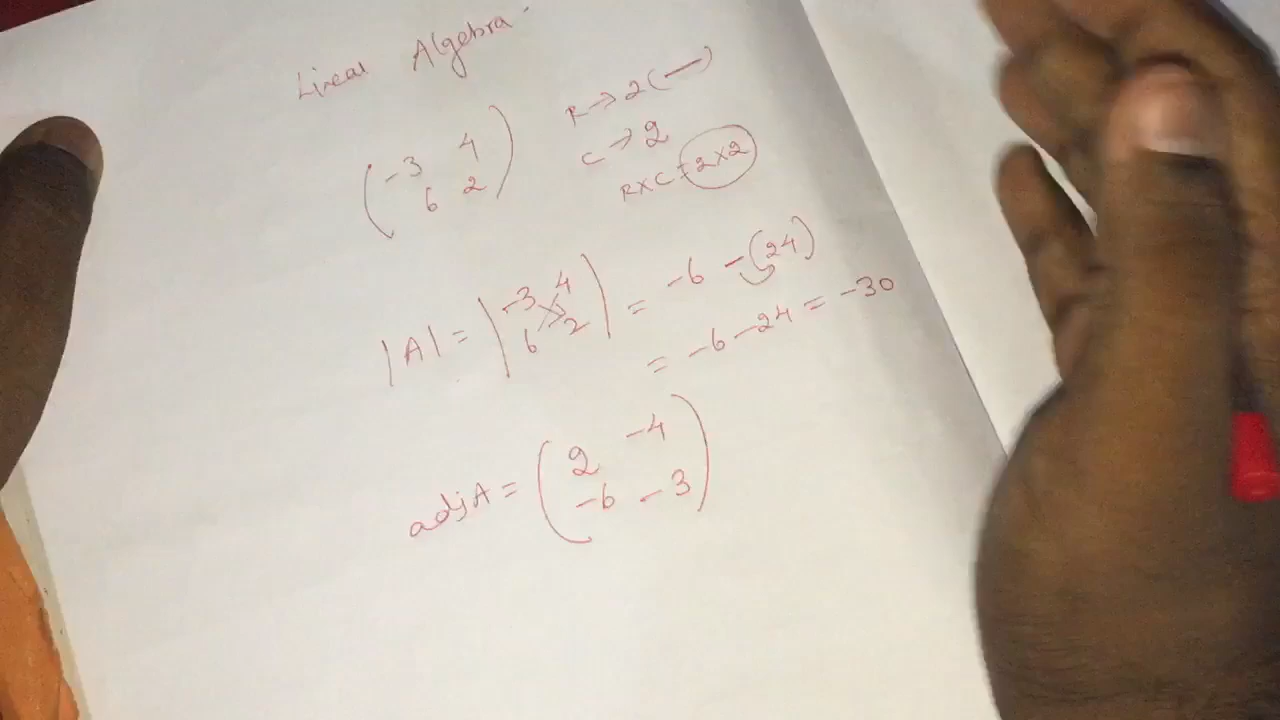 Linear Algebra
(-3 4
6 2)
R → 2 (—)
C → 2
R×C = 2×2
|A| = |-3 4
6 2| = -6 -(24)
= -6 -24 = -30
adjA = (2 -4
-6 -3)